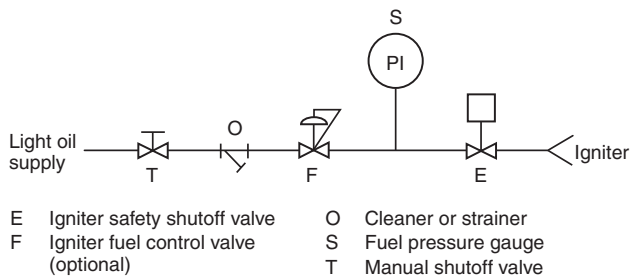 S
PI
O
Light oil
supply
Igniter
T
F
E
E Igniter safety shutoff valve
F Igniter fuel control valve
(optional)
O Cleaner or strainer
S Fuel pressure gauge
T Manual shutoff valve